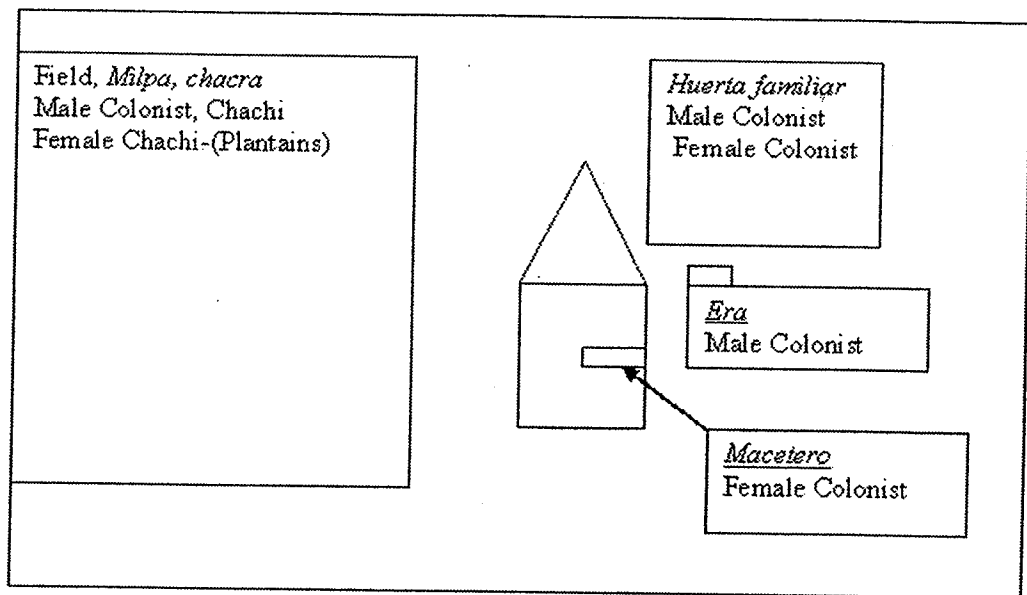 Field, Milpa, chacra
Male Colonist, Chachi
Female Chachi-(Plantains)
Huerta familiar
Male Colonist
Female Colonist
Era
Male Colonist
Macetero
Female Colonist